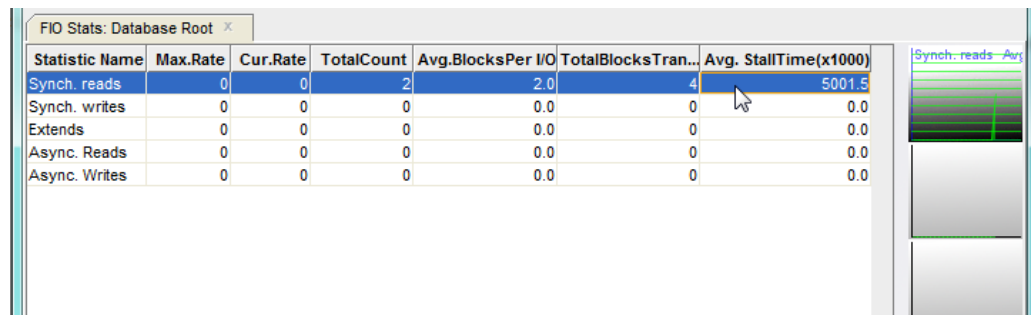 FIO Stats: Database Root x
Statistic Name Max.Rate Cur.Rate TotalCount Avg.BlocksPer I/O TotalBlocksTran... Avg. StallTime(x1000)
Synch. reads 0 0 2 2.0 4 5001.5
Synch. writes 0 0 0 0.0 0 0.0
Extends 0 0 0 0.0 0 0.0
Async. Reads 0 0 0 0.0 0 0.0
Async. Writes 0 0 0 0.0 0 0.0
Synch. reads Avg